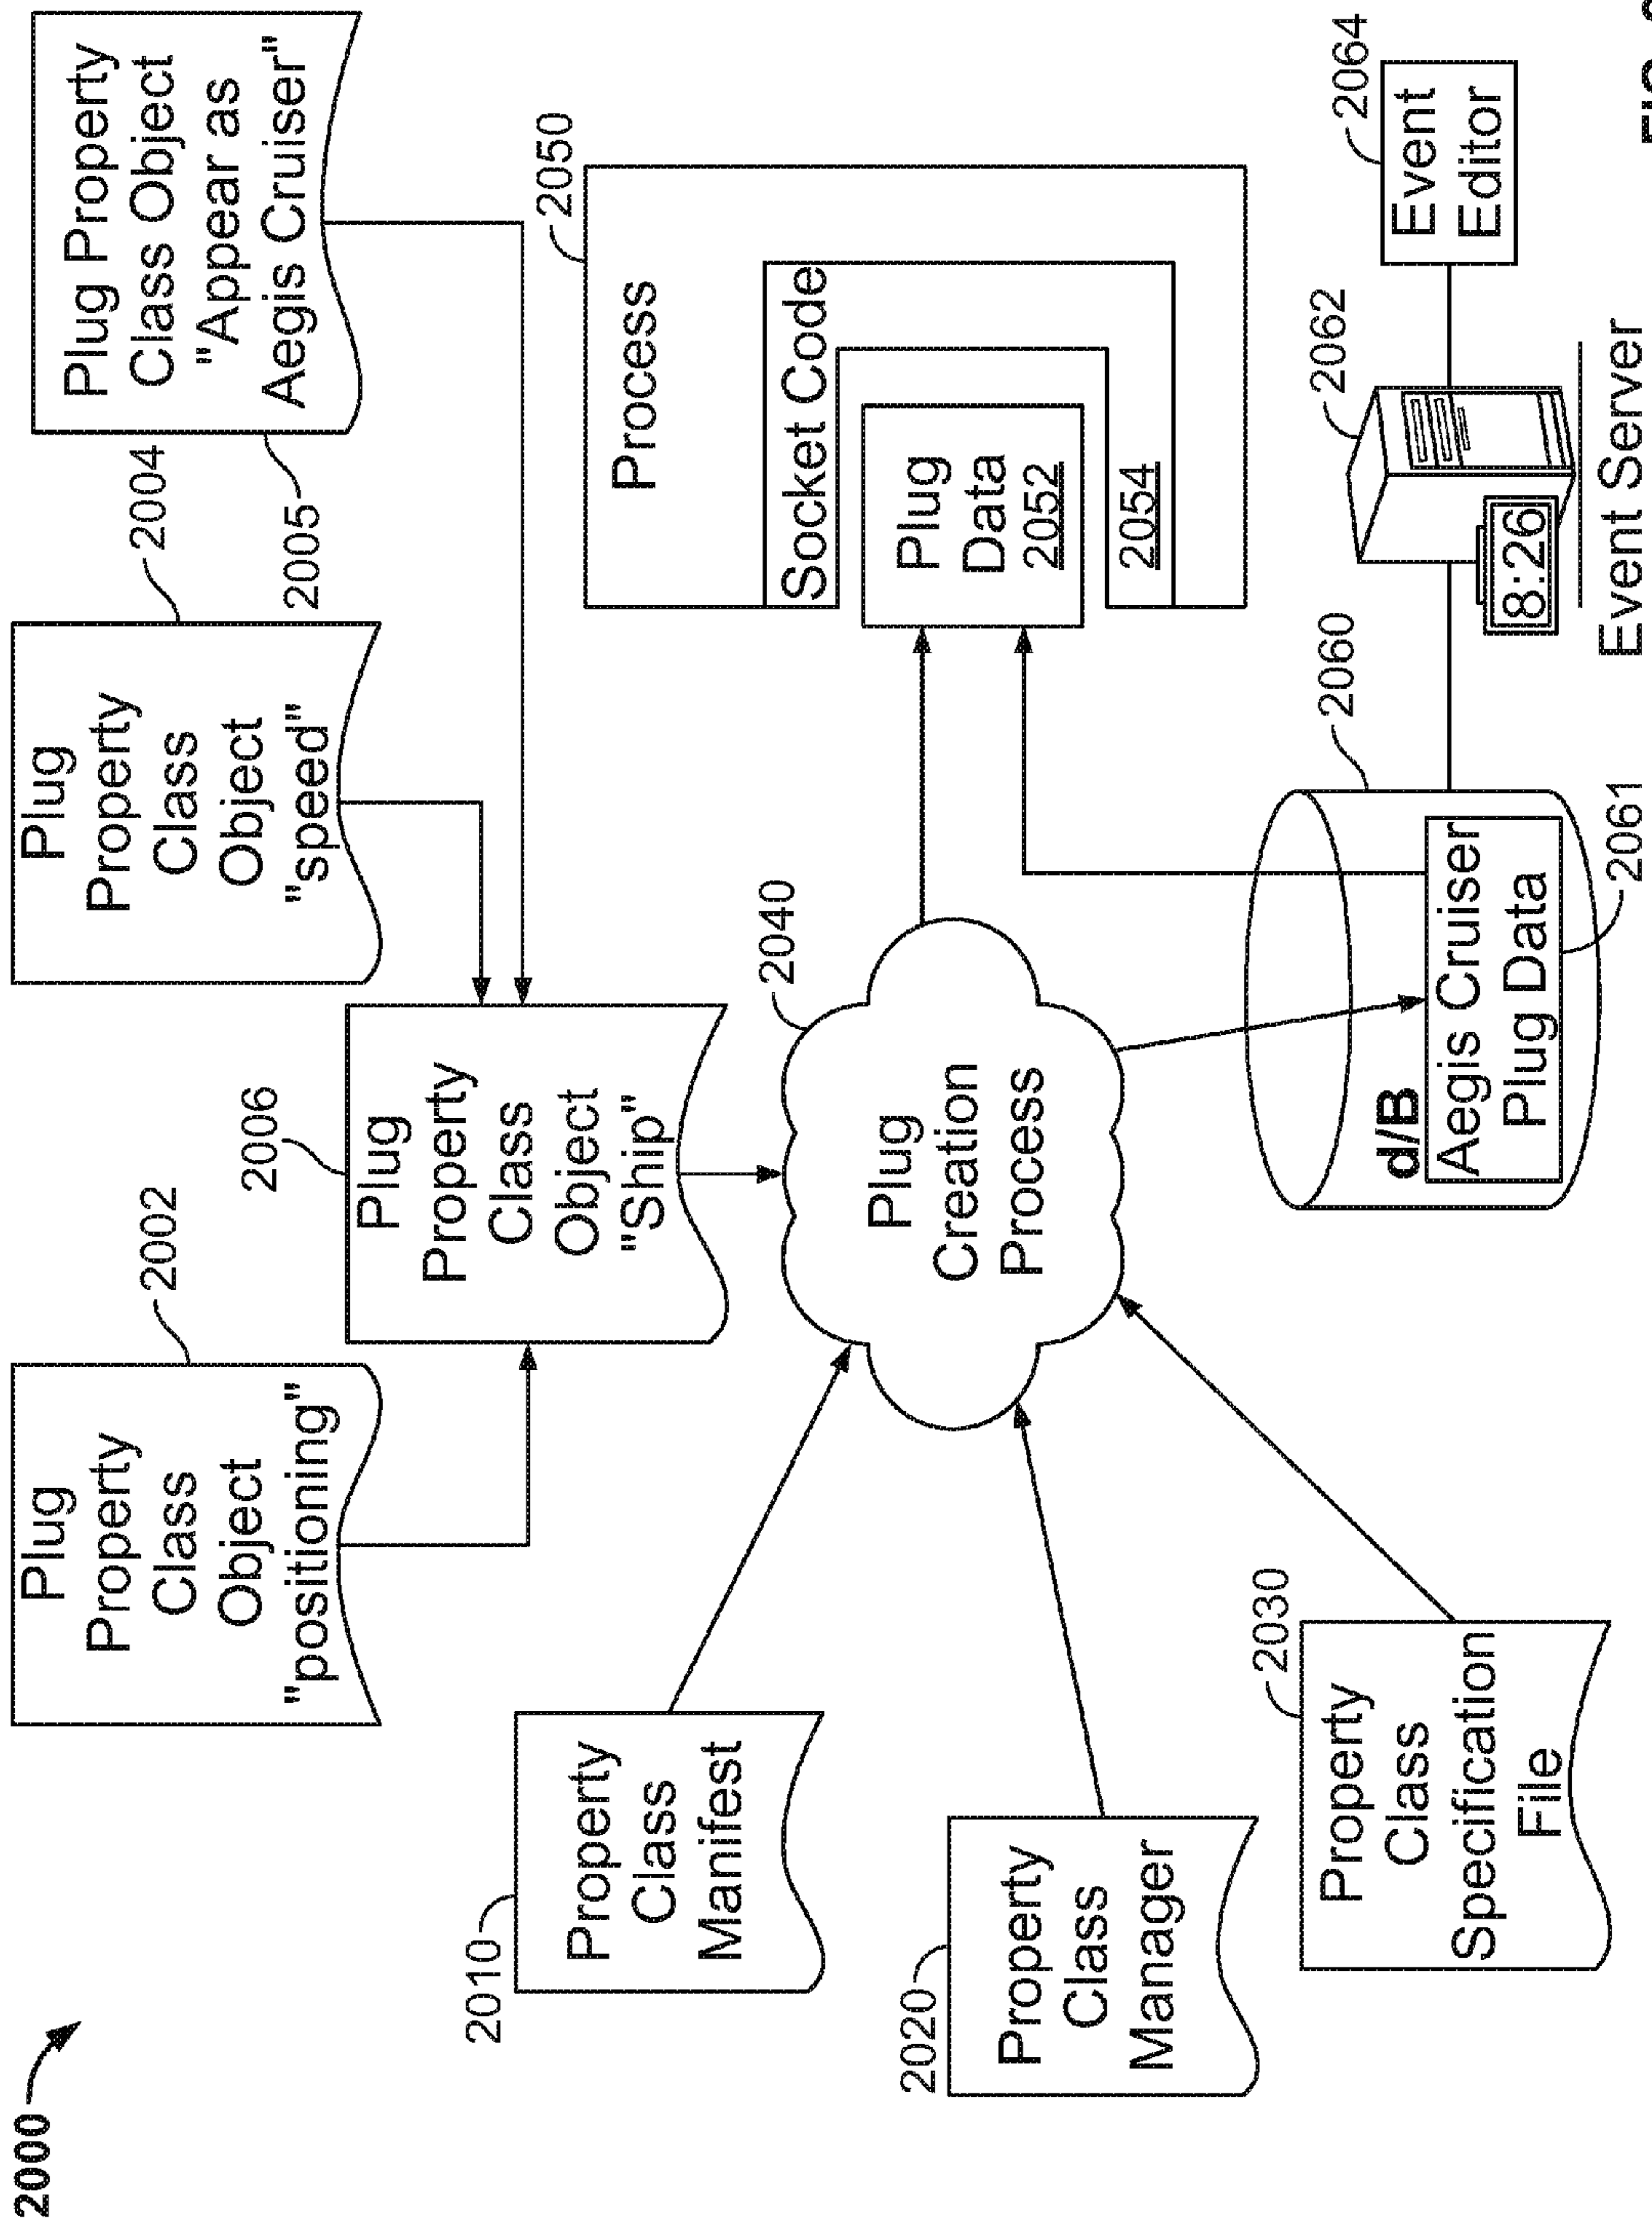 2000
Plug
Property
Class
Object
"positioning"
2002
Plug
Property
Class
Object
"speed"
2004
Plug Property
Class Object
"Appear as
Aegis Cruiser"
2005
2006
Plug
Property
Class
Object
"Ship"
2010
Property
Class
Manifest
2020
Property
Class
Manager
2030
Property
Class
Specification
File
2040
Plug
Creation
Process
2050
Process
Socket Code
Plug
Data
2052
2054
2060
d/B
Aegis Cruiser
Plug Data
2061
2062
8:26
Event Server
2064
Event
Editor
FIG.